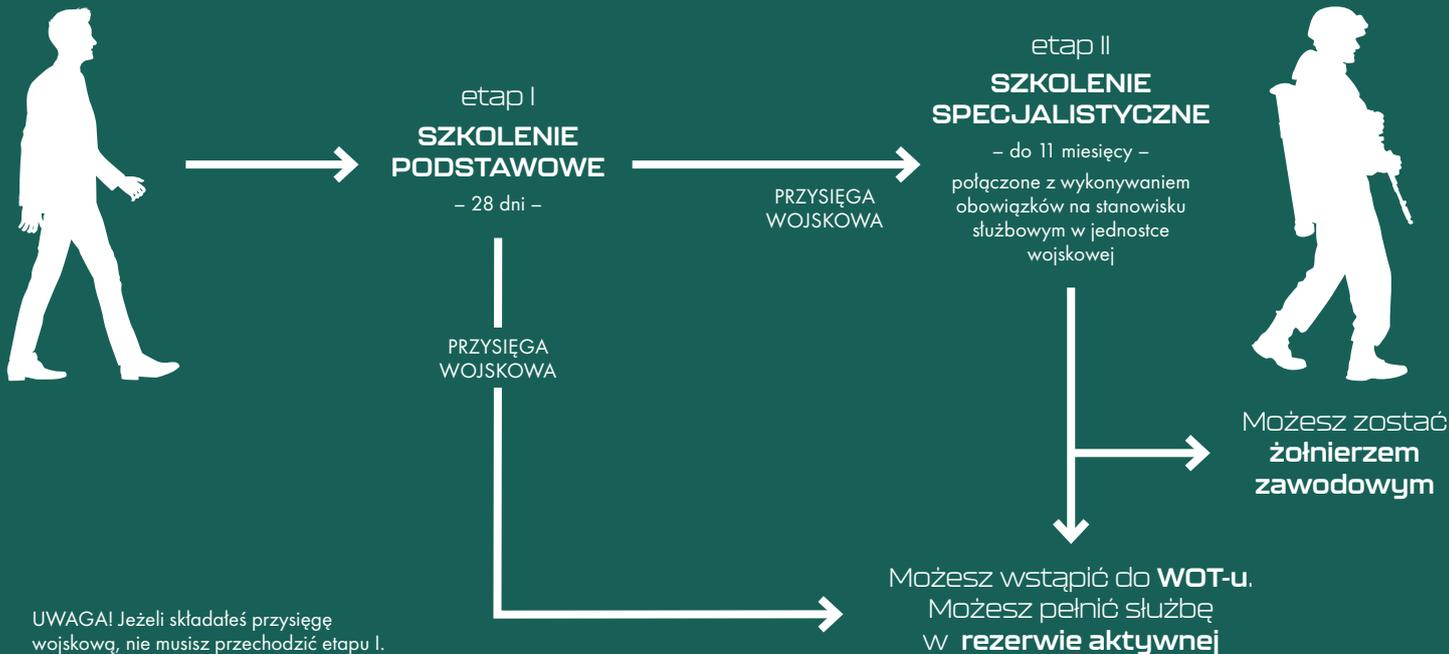 etap I
SZKOLENIE
PODSTAWOWE
– 28 dni –
PRZYSIĘGA
WOJSKOWA
PRZYSIĘGA
WOJSKOWA
etap II
SZKOLENIE
SPECJALISTYCZNE
– do 11 miesięcy –
połączone z wykonywaniem
obowiązków na stanowisku
służbowym w jednostce
wojskowej
Możesz zostać
żołnierzem
zawodowym
Możesz wstąpić do WOT-u.
Możesz pełnić służbę
w rezerwie aktywnej
UWAGA! Jeżeli składałeś przysięgę
wojskową, nie musisz przechodzić etapu I.